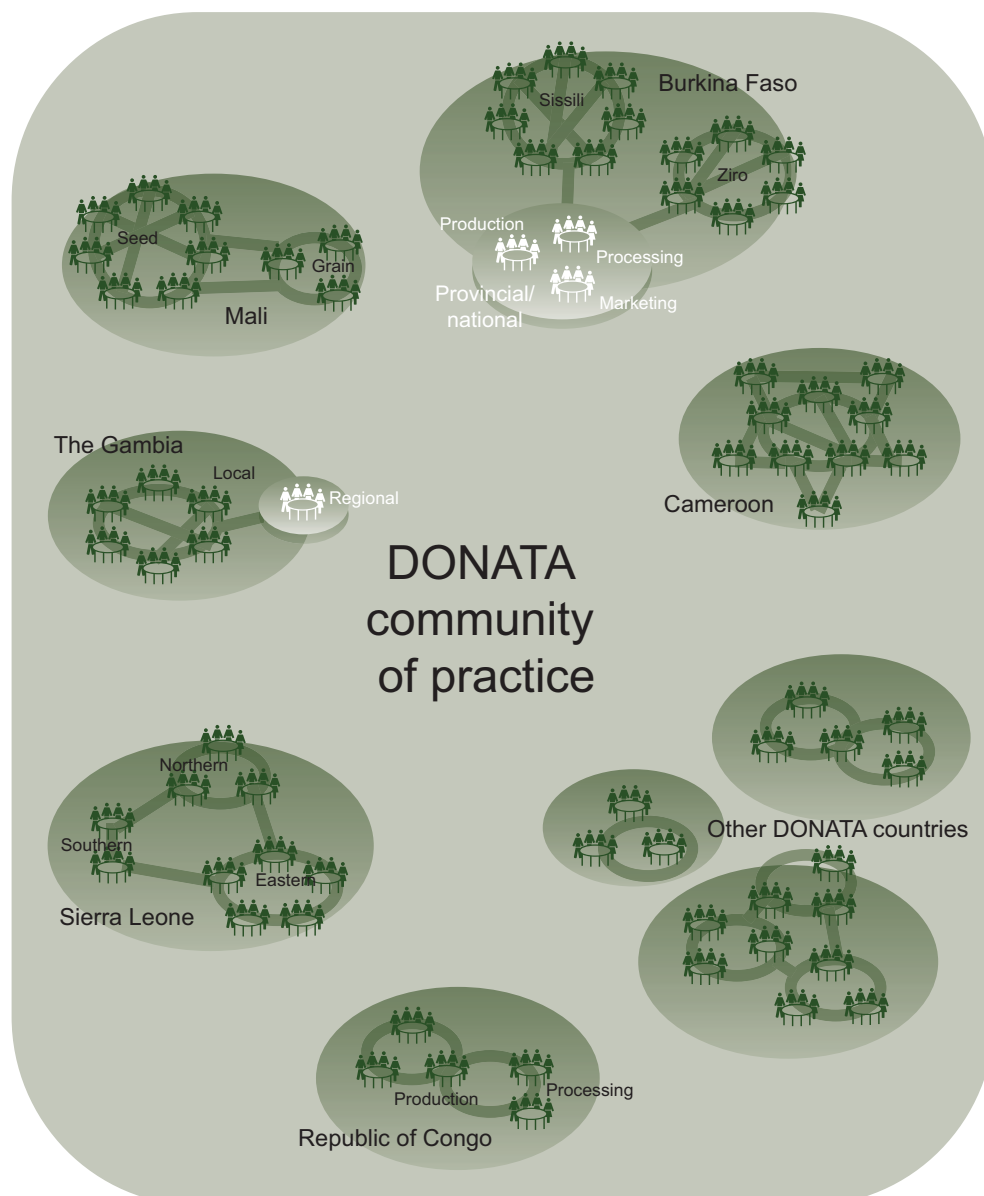 Burkina Faso
Sissili
Ziro
Production
Processing
Provincial/
national
Marketing
Seed
Grain
Mali
The Gambia
Local
Regional
Cameroon
DONATA
community
of practice
Northern
Southern
Eastern
Sierra Leone
Other DONATA countries
Production
Processing
Republic of Congo